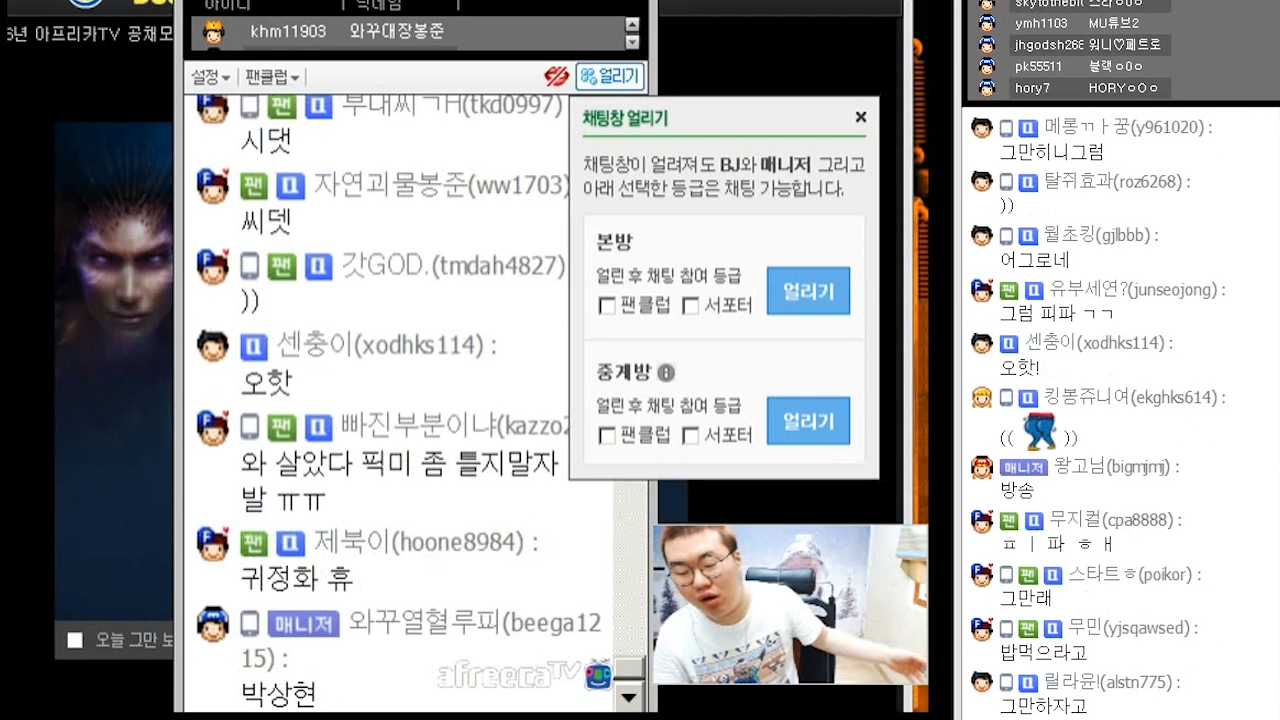 6년 아프리카TV 공채모
khm11903 와꾸대장봉준
설정 팬클럽 얼리기
부대찌ㄱH(tkd0997)
시댓
팬 자연괴물봉준(ww1703)
씨뎃
팬 갓GOD.(tmdah4827)
))
센충이(xodhks114) :
오핫
팬 빠진부분이냐(kazzo2
와 살았다 픽미 좀 틀지말자
발 ㅠㅠ
팬 제북이(hoone8984) :
귀정화 휴
매니저 와꾸열혈루피(beega12
15) :
박상현
afreecaTV
오늘 그만 보
채팅창 얼리기
채팅창이 얼려져도 BJ와 매니저 그리고
아래 선택한 등급은 채팅 가능합니다.
본방
얼린 후 채팅 참여 등급
팬클럽 서포터
얼리기
중계방
얼린 후 채팅 참여 등급
팬클럽 서포터
얼리기
ymh1103 MU튜브2
jhgodsh266 워니♡페트로
pk55511 블랙ㅇ0ㅇ
hory7 HORYㅇ0ㅇ
메롱ㄲㅏ꿍(y961020) :
그만히니그럼
탈쥐효과(roz6268) :
))
월초킹(gjlbbb) :
어그로네
팬 유부세연?(junseojong) :
그럼 피파 ㄱㄱ
센충이(xodhks114) :
오핫!
킹봉쥬니여(ekghks614) :
(( ))
매니저 왕고님(bigmjmj) :
방송
팬 무지컬(cpa8888) :
ㅍㅣ파 ㅎㅐ
팬 스타트ㅎ(poikor) :
그만래
팬 무민(yjsqawsed) :
밥먹으라고
릴라윤!(alstn775) :
그만하자고